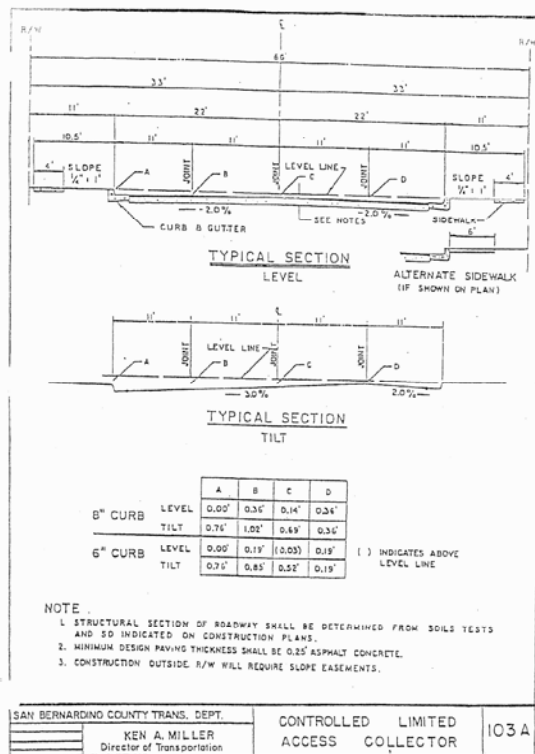 ℄
R/W
R/W
66'
33' 33'
11' 22' 22' 11'
10.5' 11' 11' 11' 11' 10.5'
4' SLOPE ¼" : 1' A JOINT B JOINT LEVEL LINE C JOINT D SLOPE ¼" : 1' 4'
-2.0% SEE NOTES -2.0% SIDEWALK
CURB & GUTTER
6'
TYPICAL SECTION
LEVEL
ALTERNATE SIDEWALK
(IF SHOWN ON PLAN)
℄
11' 11' 11' 11'
A JOINT LEVEL LINE B JOINT C JOINT D
3.0% 2.0%
TYPICAL SECTION
TILT
A B C D
8" CURB LEVEL 0.00' 0.36' 0.14' 0.36'
TILT 0.76' 1.02' 0.69' 0.36'
6" CURB LEVEL 0.00' 0.19' (0.03) 0.19' ( ) INDICATES ABOVE
TILT 0.76' 0.85' 0.52' 0.19' LEVEL LINE
NOTE
1. STRUCTURAL SECTION OF ROADWAY SHALL BE DETERMINED FROM SOILS TESTS
AND SO INDICATED ON CONSTRUCTION PLANS.
2. MINIMUM DESIGN PAVING THICKNESS SHALL BE 0.25' ASPHALT CONCRETE.
3. CONSTRUCTION OUTSIDE R/W WILL REQUIRE SLOPE EASEMENTS.
SAN BERNARDINO COUNTY TRANS. DEPT.
KEN A. MILLER
Director of Transportation
CONTROLLED LIMITED
ACCESS COLLECTOR
103A